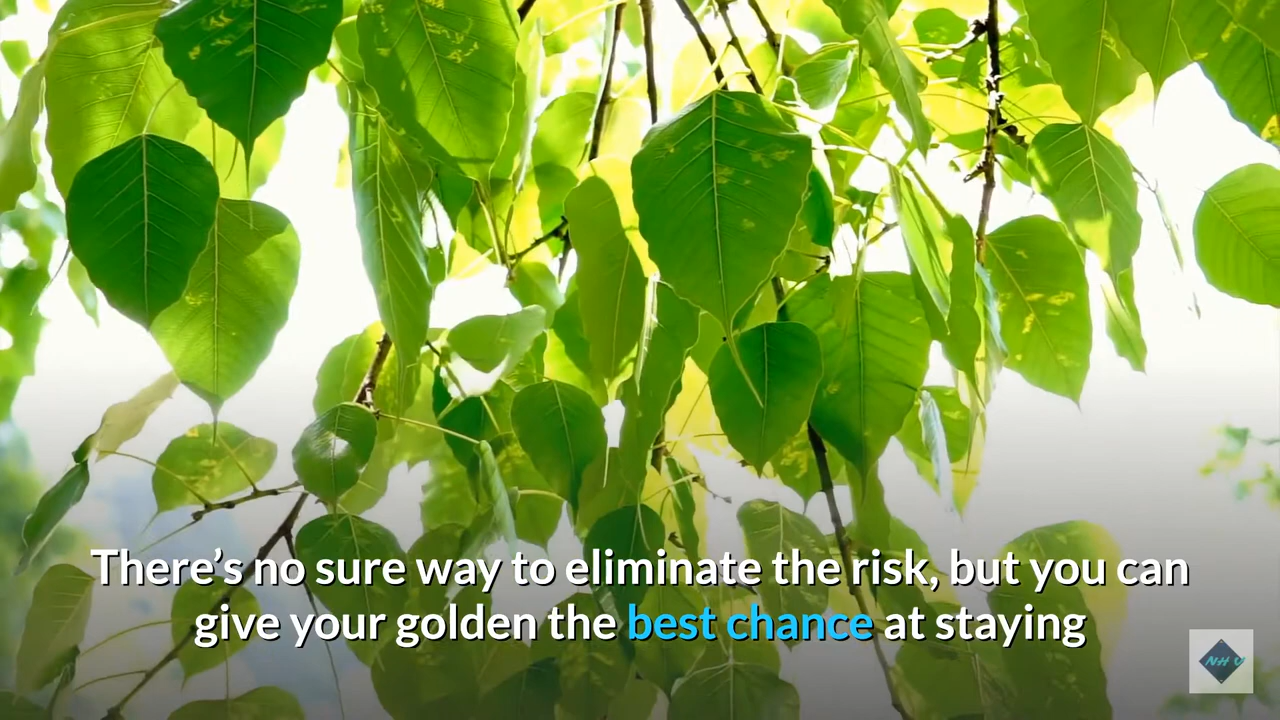 There’s no sure way to eliminate the risk, but you can
give your golden the best chance at staying
NHU